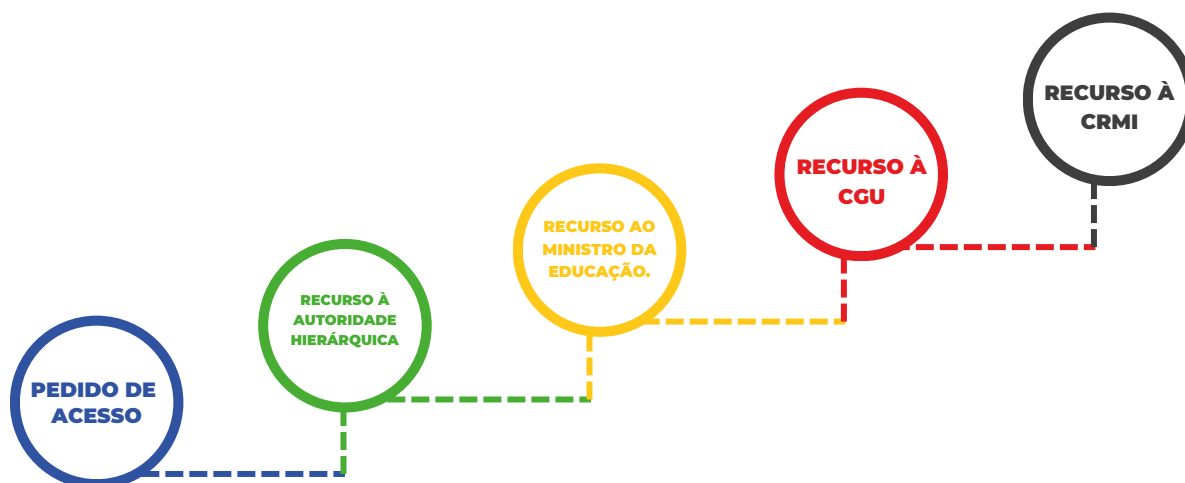 PEDIDO DE
ACESSO
RECURSO À
AUTORIDADE
HIERÁRQUICA
RECURSO AO
MINISTRO DA
EDUCAÇÃO.
RECURSO À
CGU
RECURSO À
CRMI